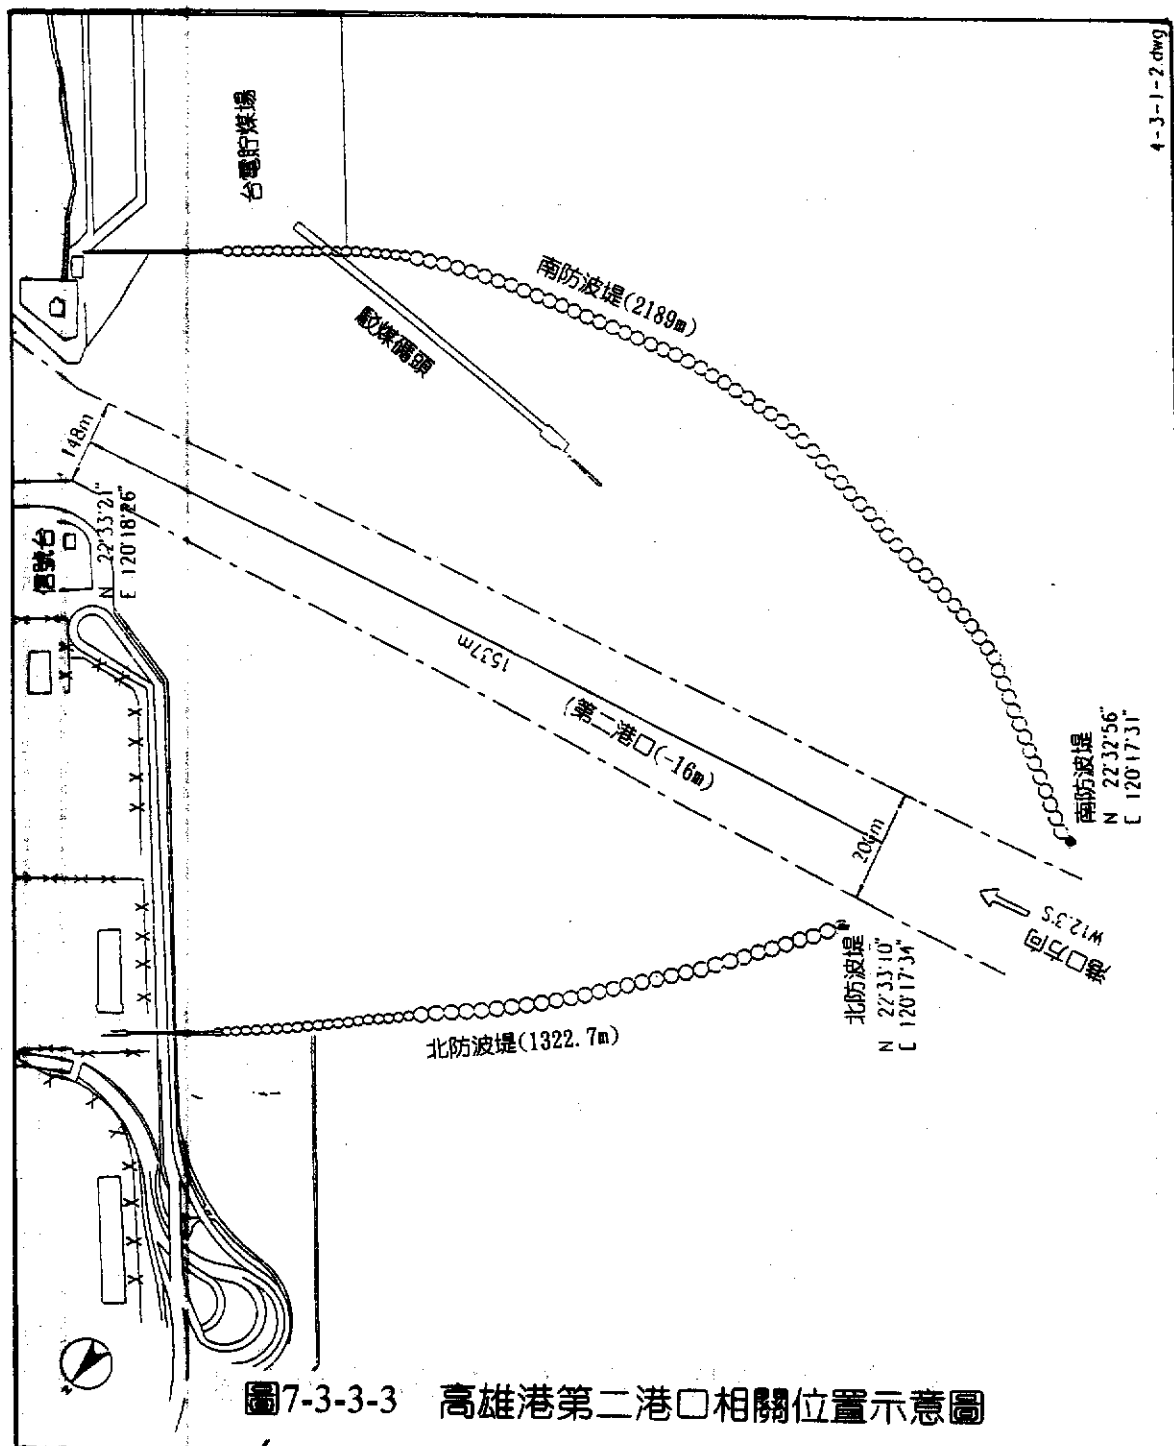 4-3-1-2.dwg
台電貯煤場
南防波堤(2189m)
駁煤碼頭
148m
信號台
N 22°33'21"
E 120°18'26"
1537m
(第二港口(-16m)
南防波堤
N 22°32'56"
E 120°17'31"
港口方向
W12.3'S
北防波堤
N 22°33'10"
E 120°17'34"
北防波堤(1322.7m)
N
圖7-3-3-3 高雄港第二港口相關位置示意圖